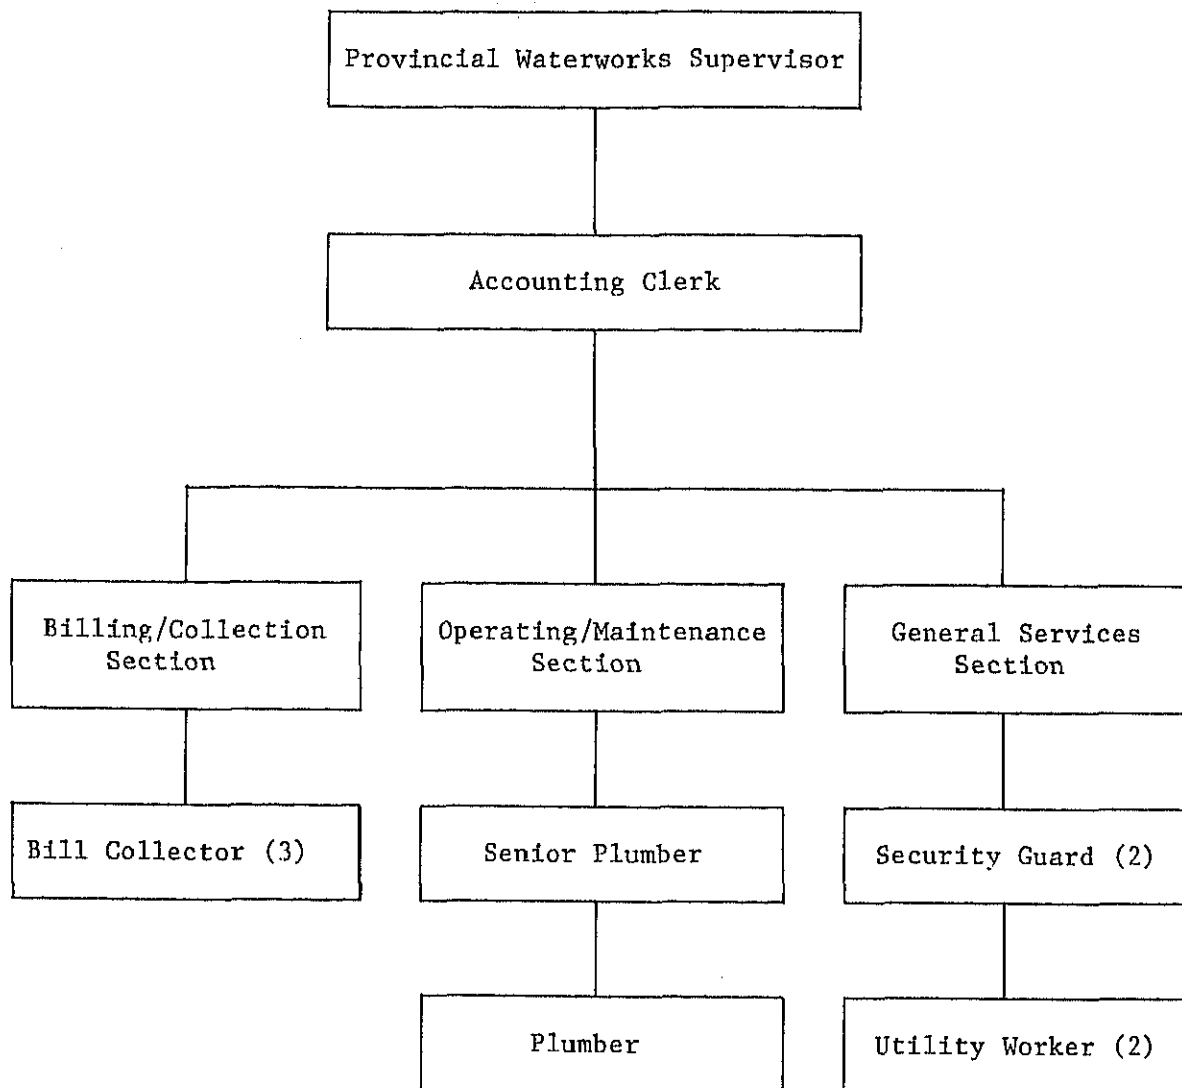 Provincial Waterworks Supervisor
Accounting Clerk
Billing/Collection
Section
Operating/Maintenance
Section
General Services
Section
Bill Collector (3)
Senior Plumber
Security Guard (2)
Plumber
Utility Worker (2)